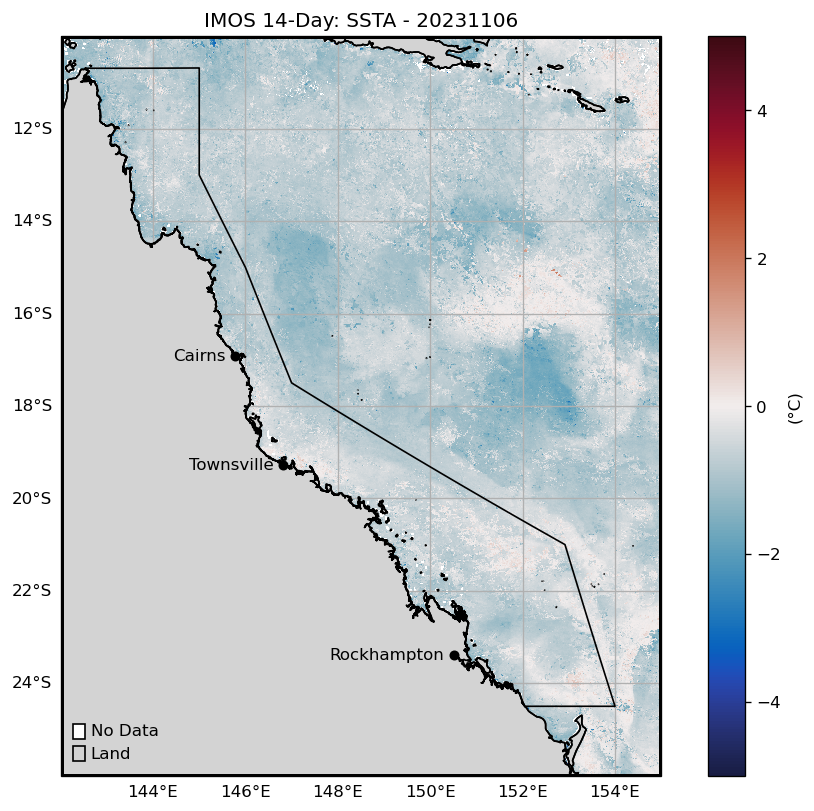 IMOS 14-Day: SSTA - 20231106
12°S
14°S
16°S
18°S
20°S
22°S
24°S
Cairns
Townsville
Rockhampton
No Data
Land
144°E
146°E
148°E
150°E
152°E
154°E
4
2
0
−2
−4
(°C)